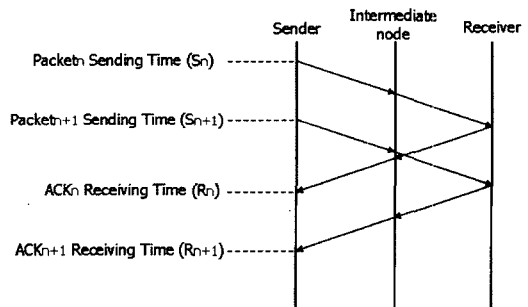 Sender
Intermediate
node
Receiver
Packetn Sending Time (Sn)
Packetn+1 Sending Time (Sn+1)
ACKn Receiving Time (Rn)
ACKn+1 Receiving Time (Rn+1)